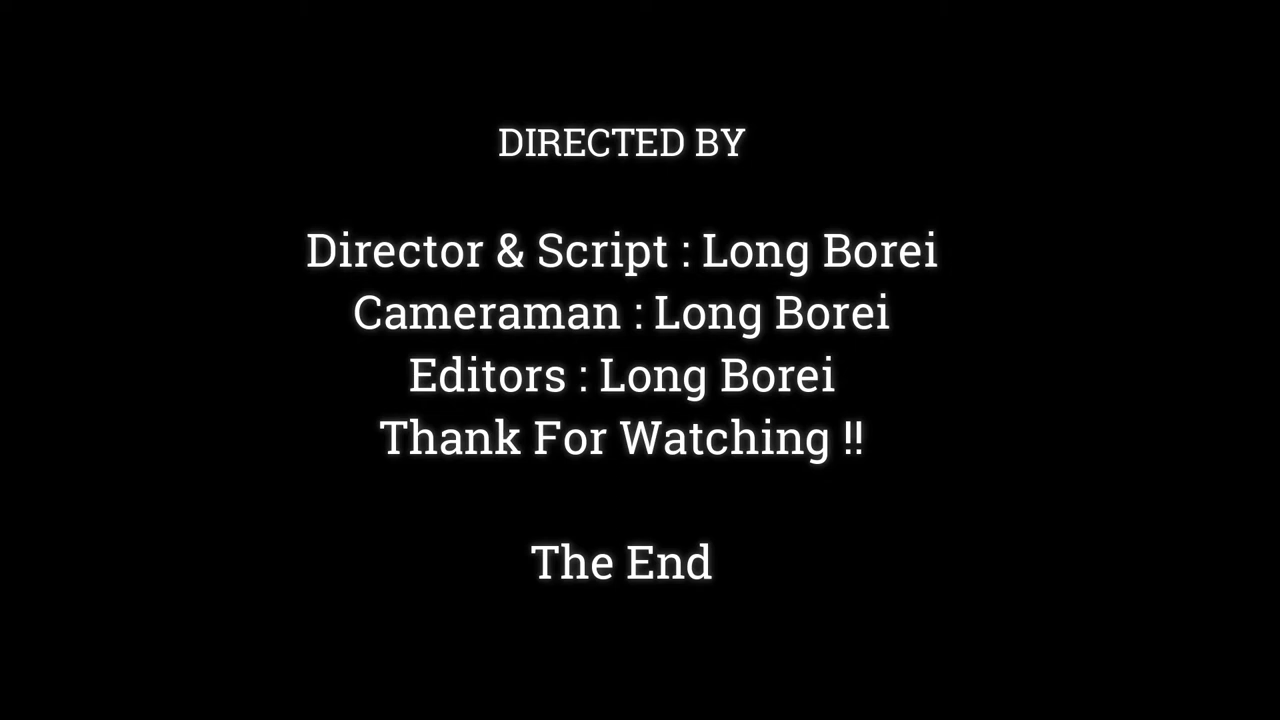 DIRECTED BY
Director & Script : Long Borei
Cameraman : Long Borei
Editors : Long Borei
Thank For Watching !!
The End